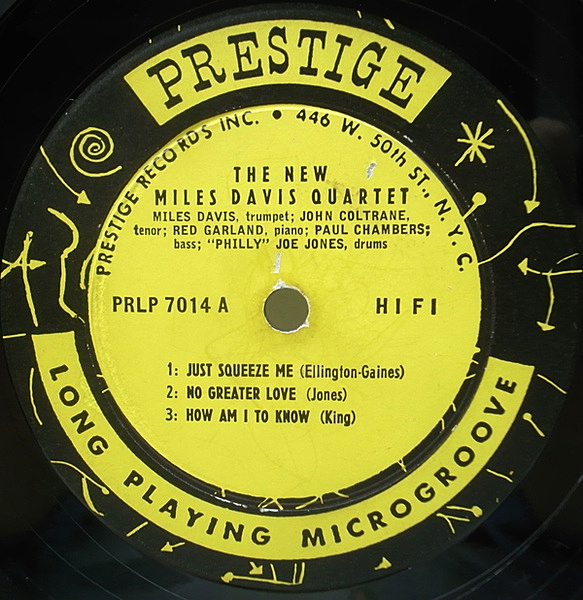 PRESTIGE
PRESTIGE RECORDS INC. • 446 W. 50th ST., N.Y.C.
THE NEW
MILES DAVIS QUARTET
MILES DAVIS, trumpet; JOHN COLTRANE,
tenor; RED GARLAND, piano; PAUL CHAMBERS;
bass; "PHILLY" JOE JONES, drums
PRLP 7014 A HI FI
1: JUST SQUEEZE ME (Ellington-Gaines)
2: NO GREATER LOVE (Jones)
3: HOW AM I TO KNOW (King)
LONG PLAYING MICROGROOVE